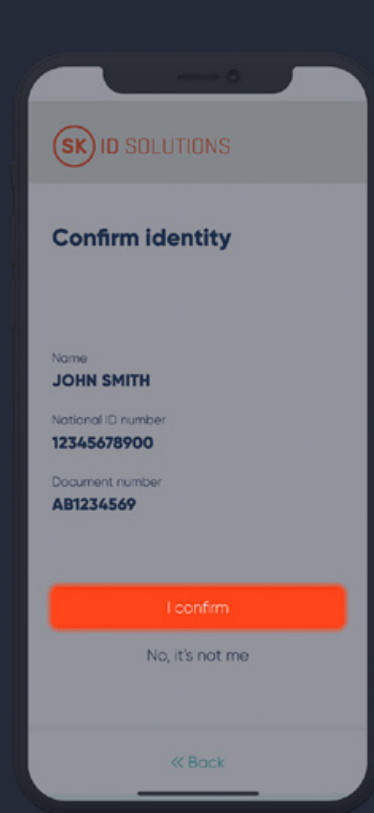 SK ID SOLUTIONS
Confirm identity
Name
JOHN SMITH
National ID number
12345678900
Document number
AB1234569
I confirm
No, it's not me
« Back